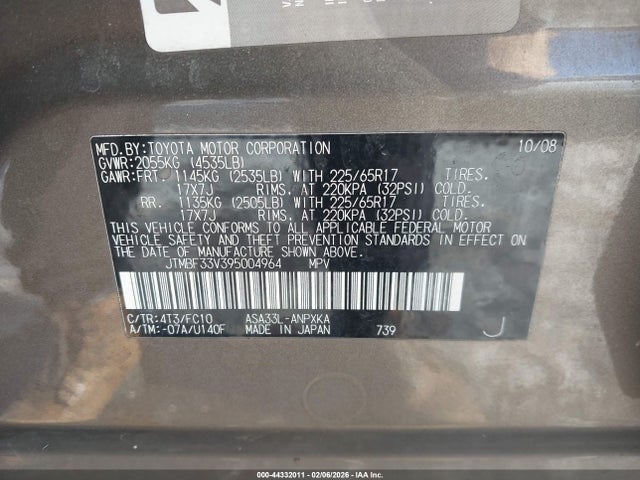 MFD.BY:TOYOTA MOTOR CORPORATION 10/08
GVWR:2055KG (4535LB)
GAWR:FRT. 1145KG (2535LB) WITH 225/65R17 TIRES.
17X7J RIMS. AT 220KPA (32PSI) COLD.
RR. 1135KG (2505LB) WITH 225/65R17 TIRES.
17X7J RIMS. AT 220KPA (32PSI) COLD.
THIS VEHICLE CONFORMS TO ALL APPLICABLE FEDERAL MOTOR
VEHICLE SAFETY AND THEFT PREVENTION STANDARDS IN EFFECT ON
THE DATE OF MANUFACTURE SHOWN ABOVE.
JTMBF33V395004964 MPV
C/TR:4T3/FC10 ASA33L-ANPXKA
A/TM:-07A/U140F MADE IN JAPAN 739 J
000-44332011 - 02/06/2026 - IAA Inc.